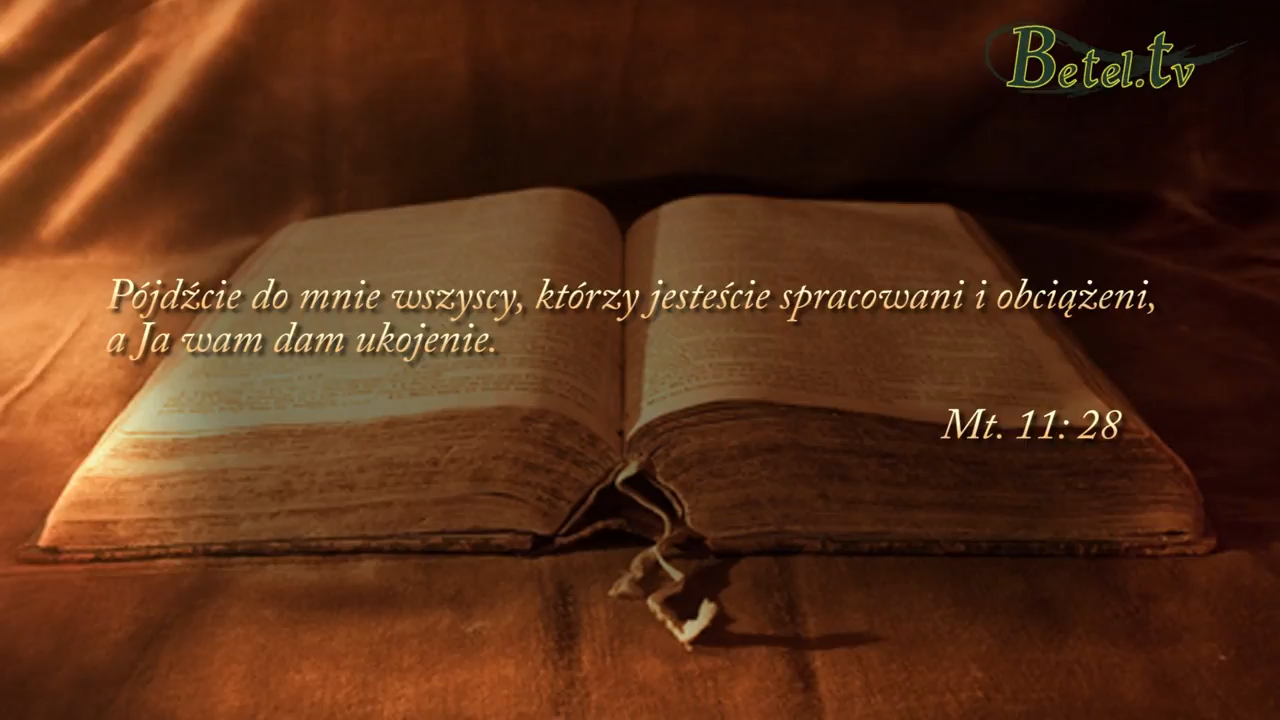 Betel.tv
Pójdźcie do mnie wszyscy, którzy jesteście spracowani i obciążeni,
a Ja wam dam ukojenie.
Mt. 11: 28